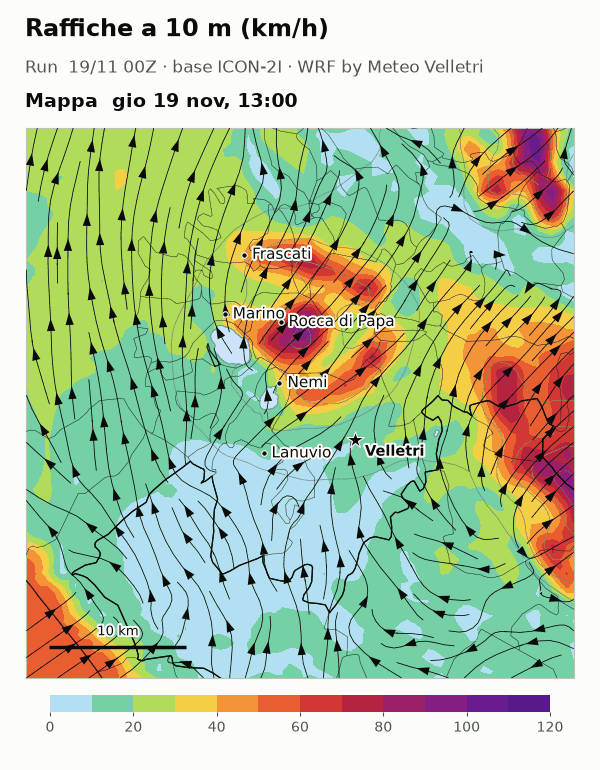 Raffiche a 10 m (km/h)
Run  19/11 00Z · base ICON-2I · WRF by Meteo Velletri
Mappa  gio 19 nov, 13:00
Frascati
Marino
Rocca di Papa
Nemi
Lanuvio
Velletri
10 km
0 20 40 60 80 100 120